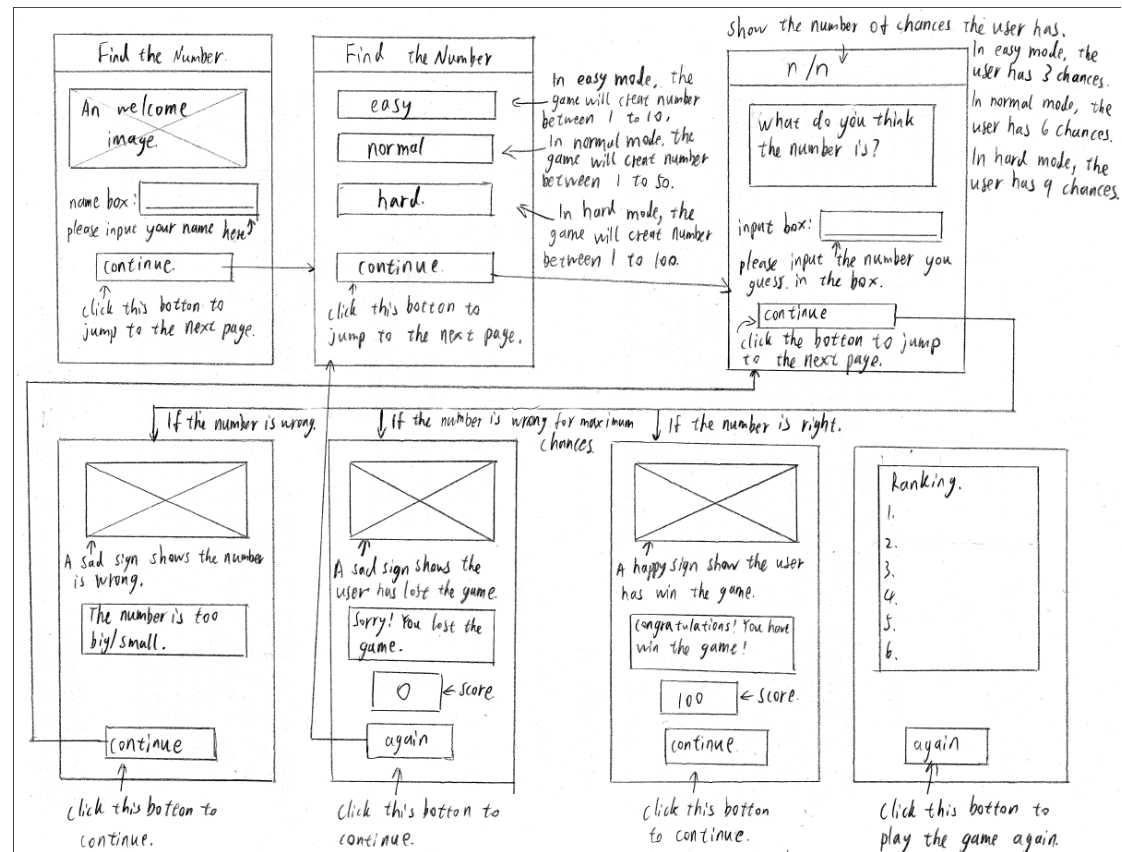 Find the Number.
An welcome
image.
name box:
please input your name here
continue.
click this botton to
jump to the next page.
Find the Number
easy
normal
hard.
continue.
click this botton to
jump to the next page.
In easy mode, the
game will creat number
between 1 to 10.
In normal mode, the
game will creat number
between 1 to 50.
In hard mode, the
game will creat number
between 1 to 100.
show the number of chances the user has.
n/n
what do you think
the number is?
input box:
please input the number you
guess. in the box.
continue
click the botton to jump
to the next page.
In easy mode, the
user has 3 chances.
In normal mode, the
user has 6 chances.
In hard mode, the
user has 9 chances.
If the number is wrong.
A sad sign shows the number
is wrong.
The number is too
big/small.
continue
click this botton to
continue.
If the number is wrong for maximum
chances
A sad sign shows the
user has lost the game.
Sorry! You lost the
game.
0
score
again
click this botton to
continue.
If the number is right.
A happy sign show the user
has win the game.
Congratulations! You have
win the game!
100
score.
continue.
click this botton
to continue.
Ranking.
1.
2.
3.
4.
5.
6.
again
click this botton to
play the game again.